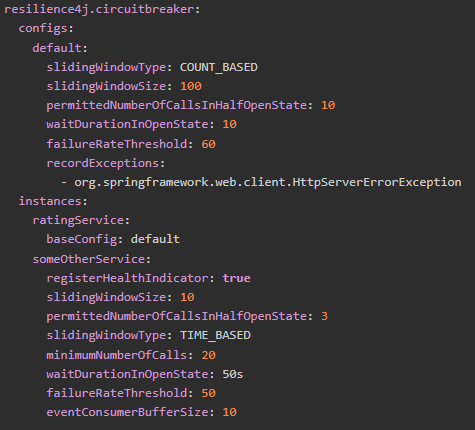 resilience4j.circuitbreaker:
  configs:
    default:
      slidingWindowType: COUNT_BASED
      slidingWindowSize: 100
      permittedNumberOfCallsInHalfOpenState: 10
      waitDurationInOpenState: 10
      failureRateThreshold: 60
      recordExceptions:
        - org.springframework.web.client.HttpServerErrorException
  instances:
    ratingService:
      baseConfig: default
    someOtherService:
      registerHealthIndicator: true
      slidingWindowSize: 10
      permittedNumberOfCallsInHalfOpenState: 3
      slidingWindowType: TIME_BASED
      minimumNumberOfCalls: 20
      waitDurationInOpenState: 50s
      failureRateThreshold: 50
      eventConsumerBufferSize: 10